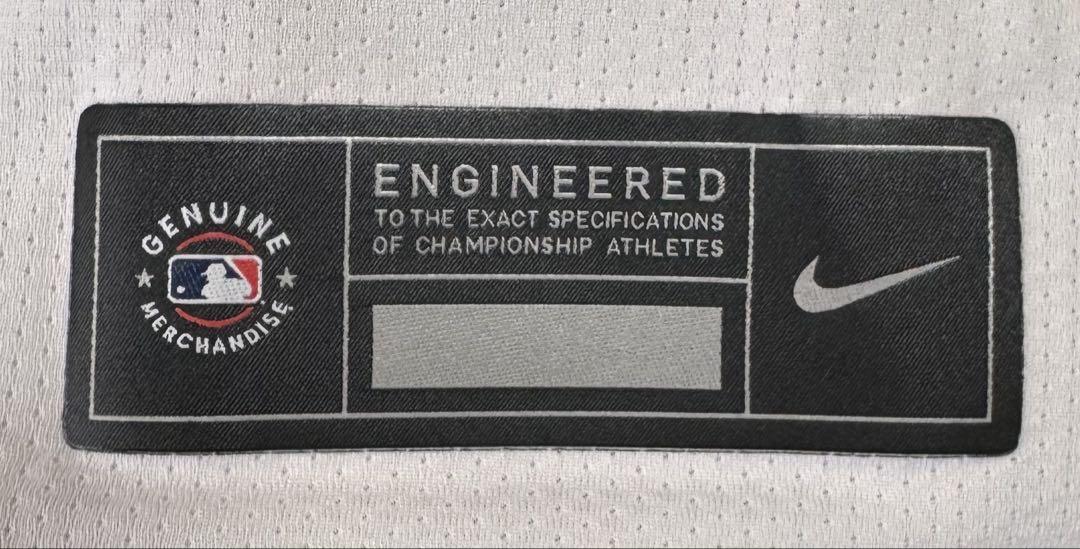 GENUINE
MERCHANDISE
ENGINEERED
TO THE EXACT SPECIFICATIONS
OF CHAMPIONSHIP ATHLETES